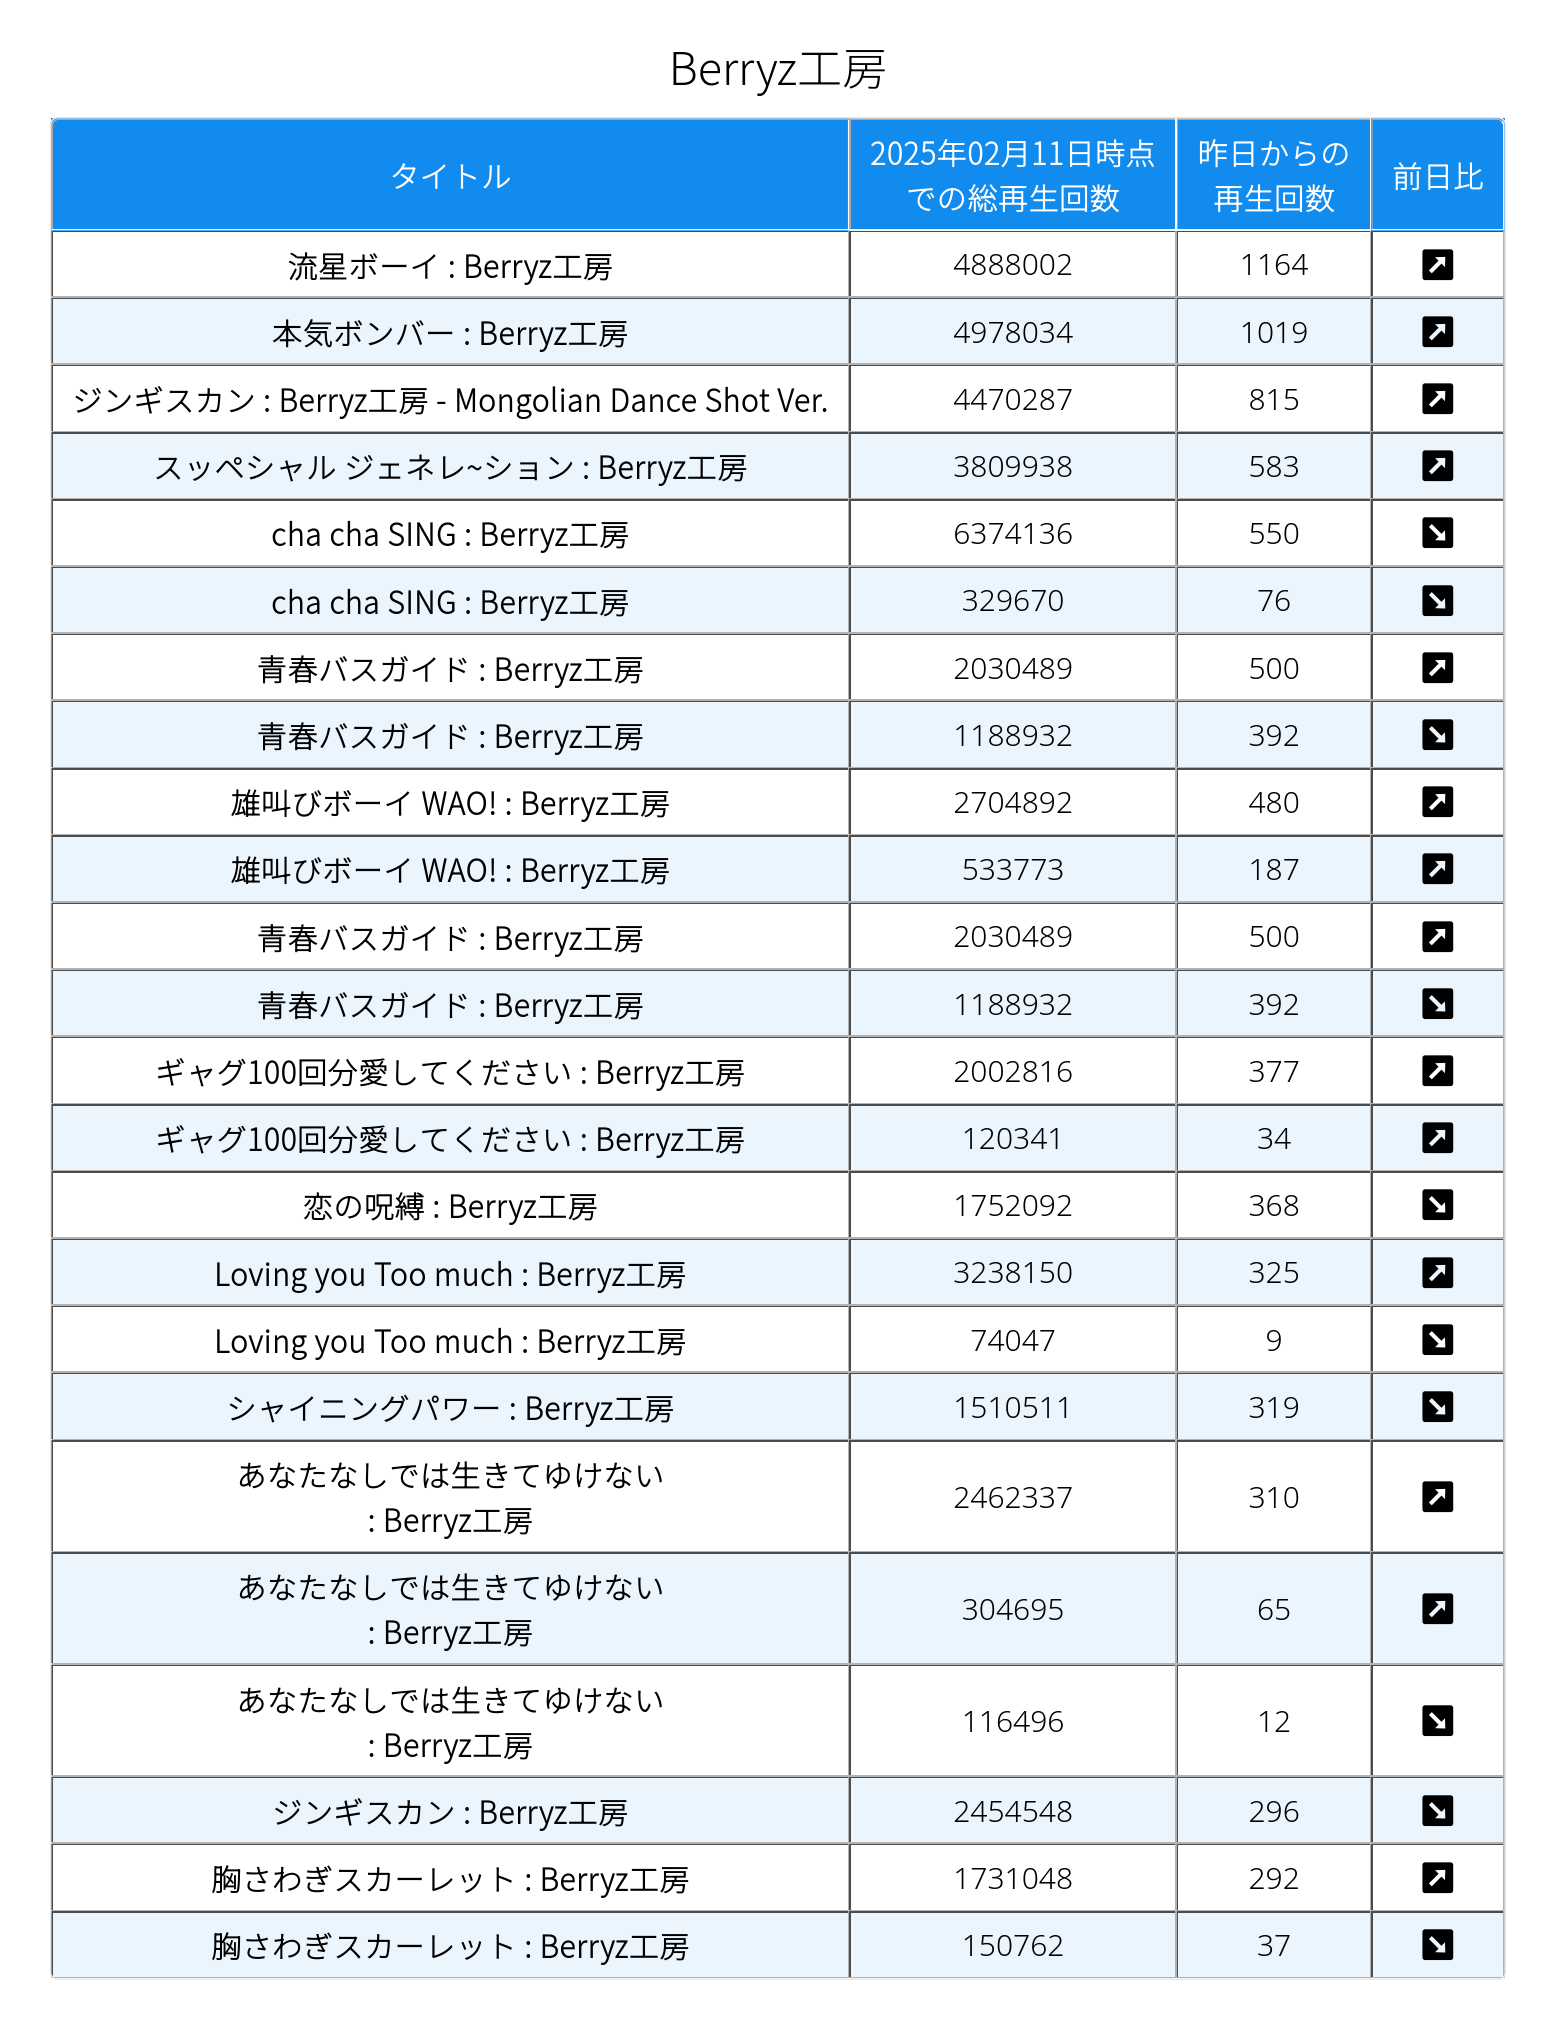 Berryz工房
タイトル 2025年02月11日時点 での総再生回数 昨日からの 再生回数 前日比
流星ボーイ : Berryz工房 4888002 1164
本気ボンバー : Berryz工房 4978034 1019
ジンギスカン : Berryz工房 - Mongolian Dance Shot Ver. 4470287 815
スッペシャル ジェネレ~ション : Berryz工房 3809938 583
cha cha SING : Berryz工房 6374136 550
cha cha SING : Berryz工房 329670 76
青春バスガイド : Berryz工房 2030489 500
青春バスガイド : Berryz工房 1188932 392
雄叫びボーイ WAO! : Berryz工房 2704892 480
雄叫びボーイ WAO! : Berryz工房 533773 187
青春バスガイド : Berryz工房 2030489 500
青春バスガイド : Berryz工房 1188932 392
ギャグ100回分愛してください : Berryz工房 2002816 377
ギャグ100回分愛してください : Berryz工房 120341 34
恋の呪縛 : Berryz工房 1752092 368
Loving you Too much : Berryz工房 3238150 325
Loving you Too much : Berryz工房 74047 9
シャイニングパワー : Berryz工房 1510511 319
あなたなしでは生きてゆけない
: Berryz工房 2462337 310
あなたなしでは生きてゆけない
: Berryz工房 304695 65
あなたなしでは生きてゆけない
: Berryz工房 116496 12
ジンギスカン : Berryz工房 2454548 296
胸さわぎスカーレット : Berryz工房 1731048 292
胸さわぎスカーレット : Berryz工房 150762 37